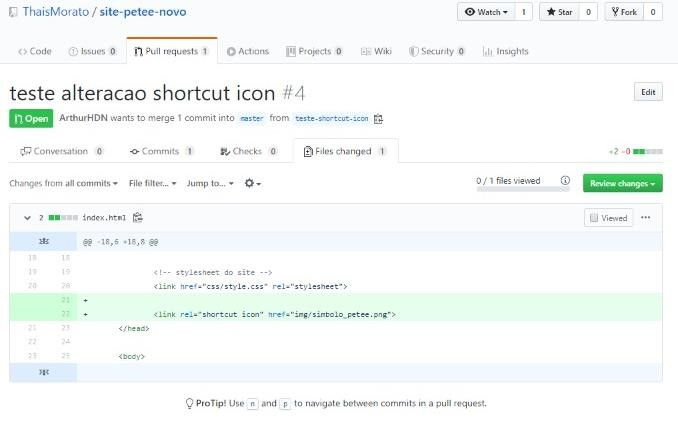 ThaisMorato / site-petee-novo
Watch 1 Star 0 Fork 0
Code Issues 0 Pull requests 1 Actions Projects 0 Wiki Security 0 Insights
teste alteracao shortcut icon #4
Edit
Open ArthurHDN wants to merge 1 commit into master from teste-shortcut-icon
Conversation 0 Commits 1 Checks 0 Files changed 1 +2 −0
Changes from all commits File filter... Jump to... 0 / 1 files viewed Review changes
2 index.html Viewed ...
@@ -18,6 +18,8 @@
18 18
19 19 <!-- stylesheet do site -->
20 20 <link href="css/style.css" rel="stylesheet">
21 +
22 + <link rel="shortcut icon" href="img/simbolo_petee.png">
21 23 </head>
22 24
23 25 <body>
ProTip! Use n and p to navigate between commits in a pull request.